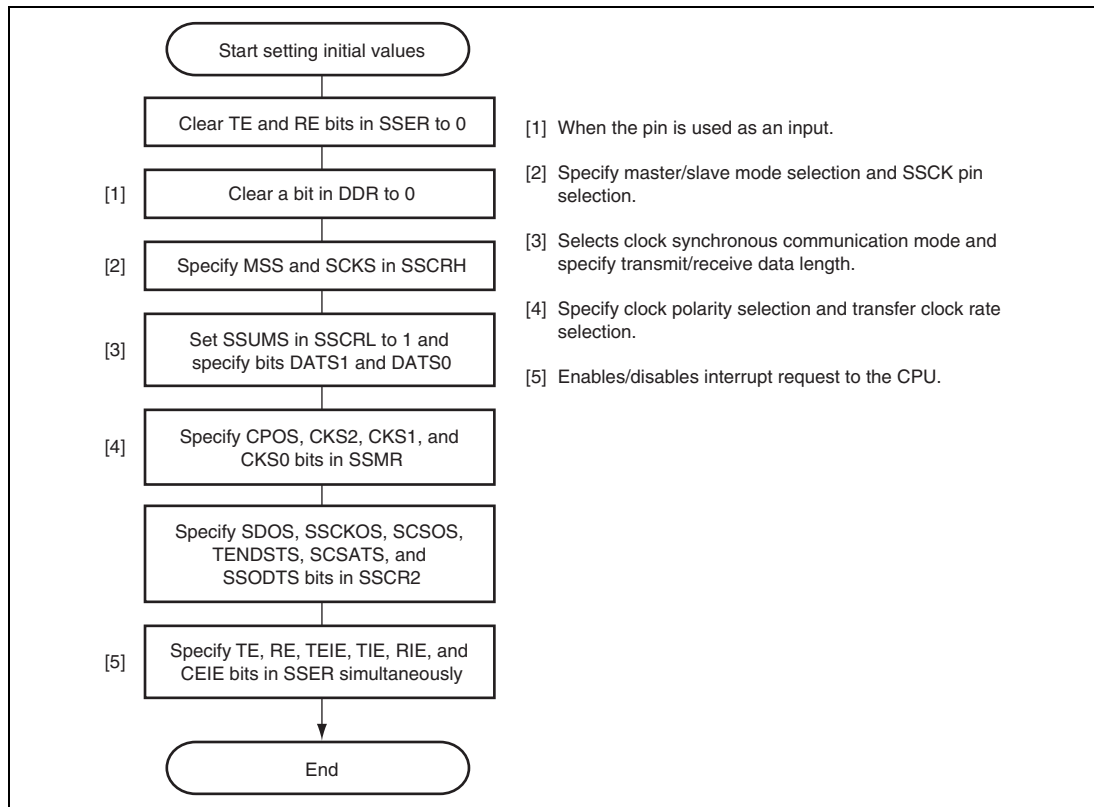 Start setting initial values
Clear TE and RE bits in SSER to 0
[1] Clear a bit in DDR to 0
[2] Specify MSS and SCKS in SSCRH
[3] Set SSUMS in SSCRL to 1 and
specify bits DATS1 and DATS0
[4] Specify CPOS, CKS2, CKS1, and
CKS0 bits in SSMR
Specify SDOS, SSCKOS, SCSOS,
TENDSTS, SCSATS, and
SSODTS bits in SSCR2
[5] Specify TE, RE, TEIE, TIE, RIE, and
CEIE bits in SSER simultaneously
End
[1] When the pin is used as an input.
[2] Specify master/slave mode selection and SSCK pin
selection.
[3] Selects clock synchronous communication mode and
specify transmit/receive data length.
[4] Specify clock polarity selection and transfer clock rate
selection.
[5] Enables/disables interrupt request to the CPU.